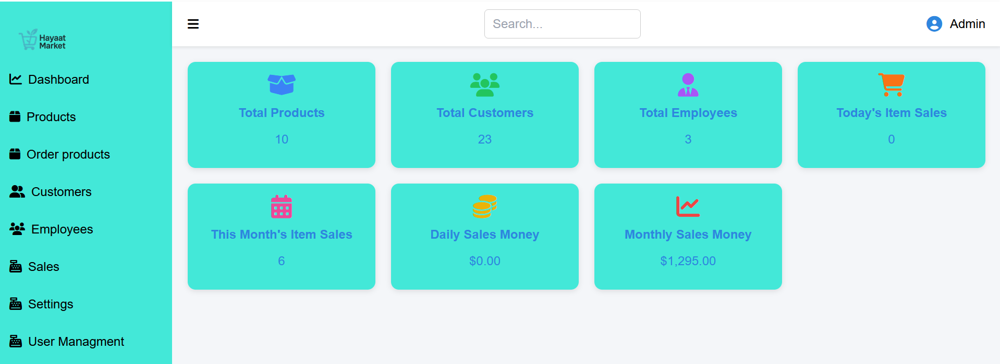 Hayaat
Market
Dashboard
Products
Order products
Customers
Employees
Sales
Settings
User Managment
Search...
Admin
Total Products
10
Total Customers
23
Total Employees
3
Today's Item Sales
0
This Month's Item Sales
6
Daily Sales Money
$0.00
Monthly Sales Money
$1,295.00